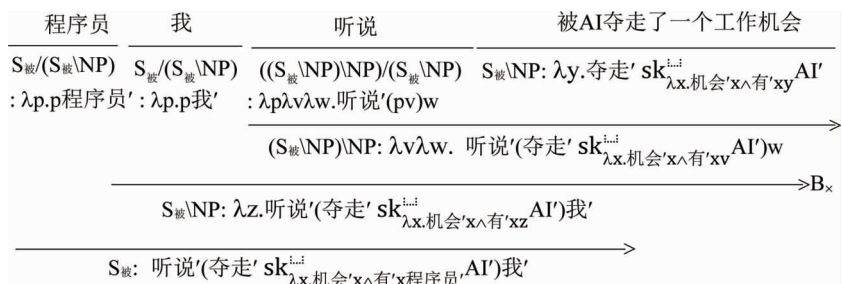 程序员 我 听说 被AI夺走了一个工作机会
S被/(S被\NP) S被/(S被\NP) ((S被\NP)\NP)/(S被\NP) S被\NP: λy.夺走′ sk{...}λx.机会′x∧有′xy AI′
: λp.p程序员′ : λp.p我′ : λpλvλw.听说′(pv)w
(S被\NP)\NP: λvλw. 听说′(夺走′ sk{...}λx.机会′x∧有′xv AI′)w
>B×
S被\NP: λz.听说′(夺走′ sk{...}λx.机会′x∧有′xz AI′)我′
S被: 听说′(夺走′ sk{...}λx.机会′x∧有′x程序员′ AI′)我′